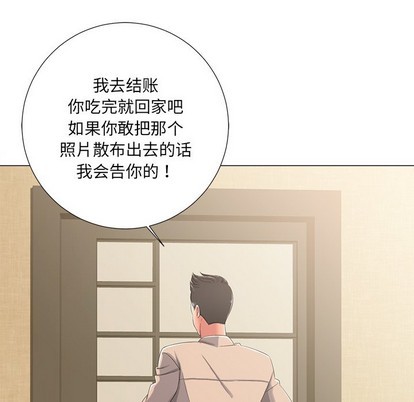 我去结账
你吃完就回家吧
如果你敢把那个
照片散布出去的话
我会告你的！